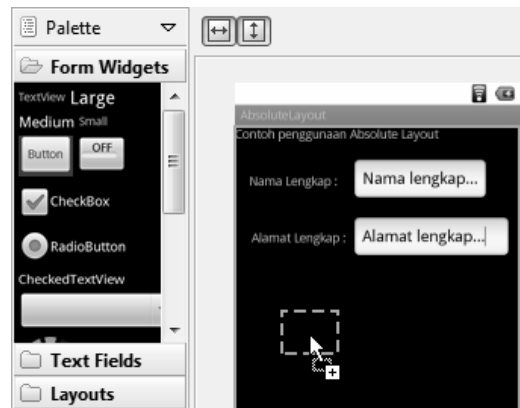 Palette
Form Widgets
TextView Large
Medium Small
Button OFF
CheckBox
RadioButton
CheckedTextView
Text Fields
Layouts
AbsoluteLayout
Contoh penggunaan Absolute Layout
Nama Lengkap : Nama lengkap...
Alamat Lengkap : Alamat lengkap...